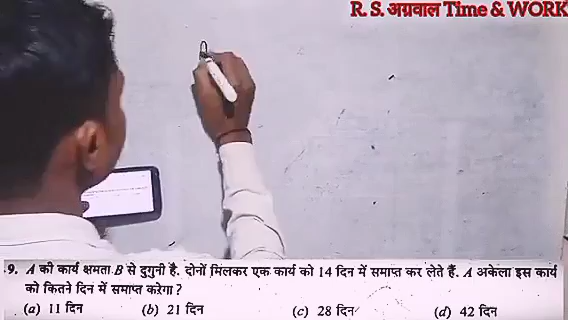 R. S. अग्रवाल Time & WORK
9. A की कार्य क्षमता B से दुगुनी है. दोनों मिलकर एक कार्य को 14 दिन में समाप्त कर लेते हैं. A अकेला इस कार्य
को कितने दिन में समाप्त करेगा ?
(a) 11 दिन (b) 21 दिन (c) 28 दिन (d) 42 दिन